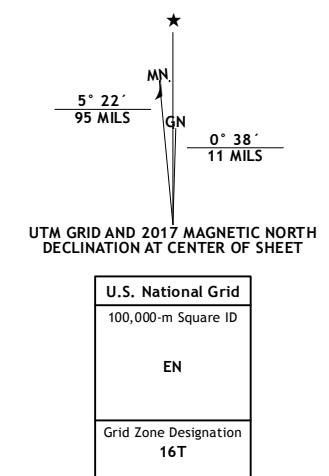 ★
MN.
GN
5° 22´
95 MILS
0° 38´
11 MILS
UTM GRID AND 2017 MAGNETIC NORTH
DECLINATION AT CENTER OF SHEET
U.S. National Grid
100,000-m Square ID
EN
Grid Zone Designation
16T